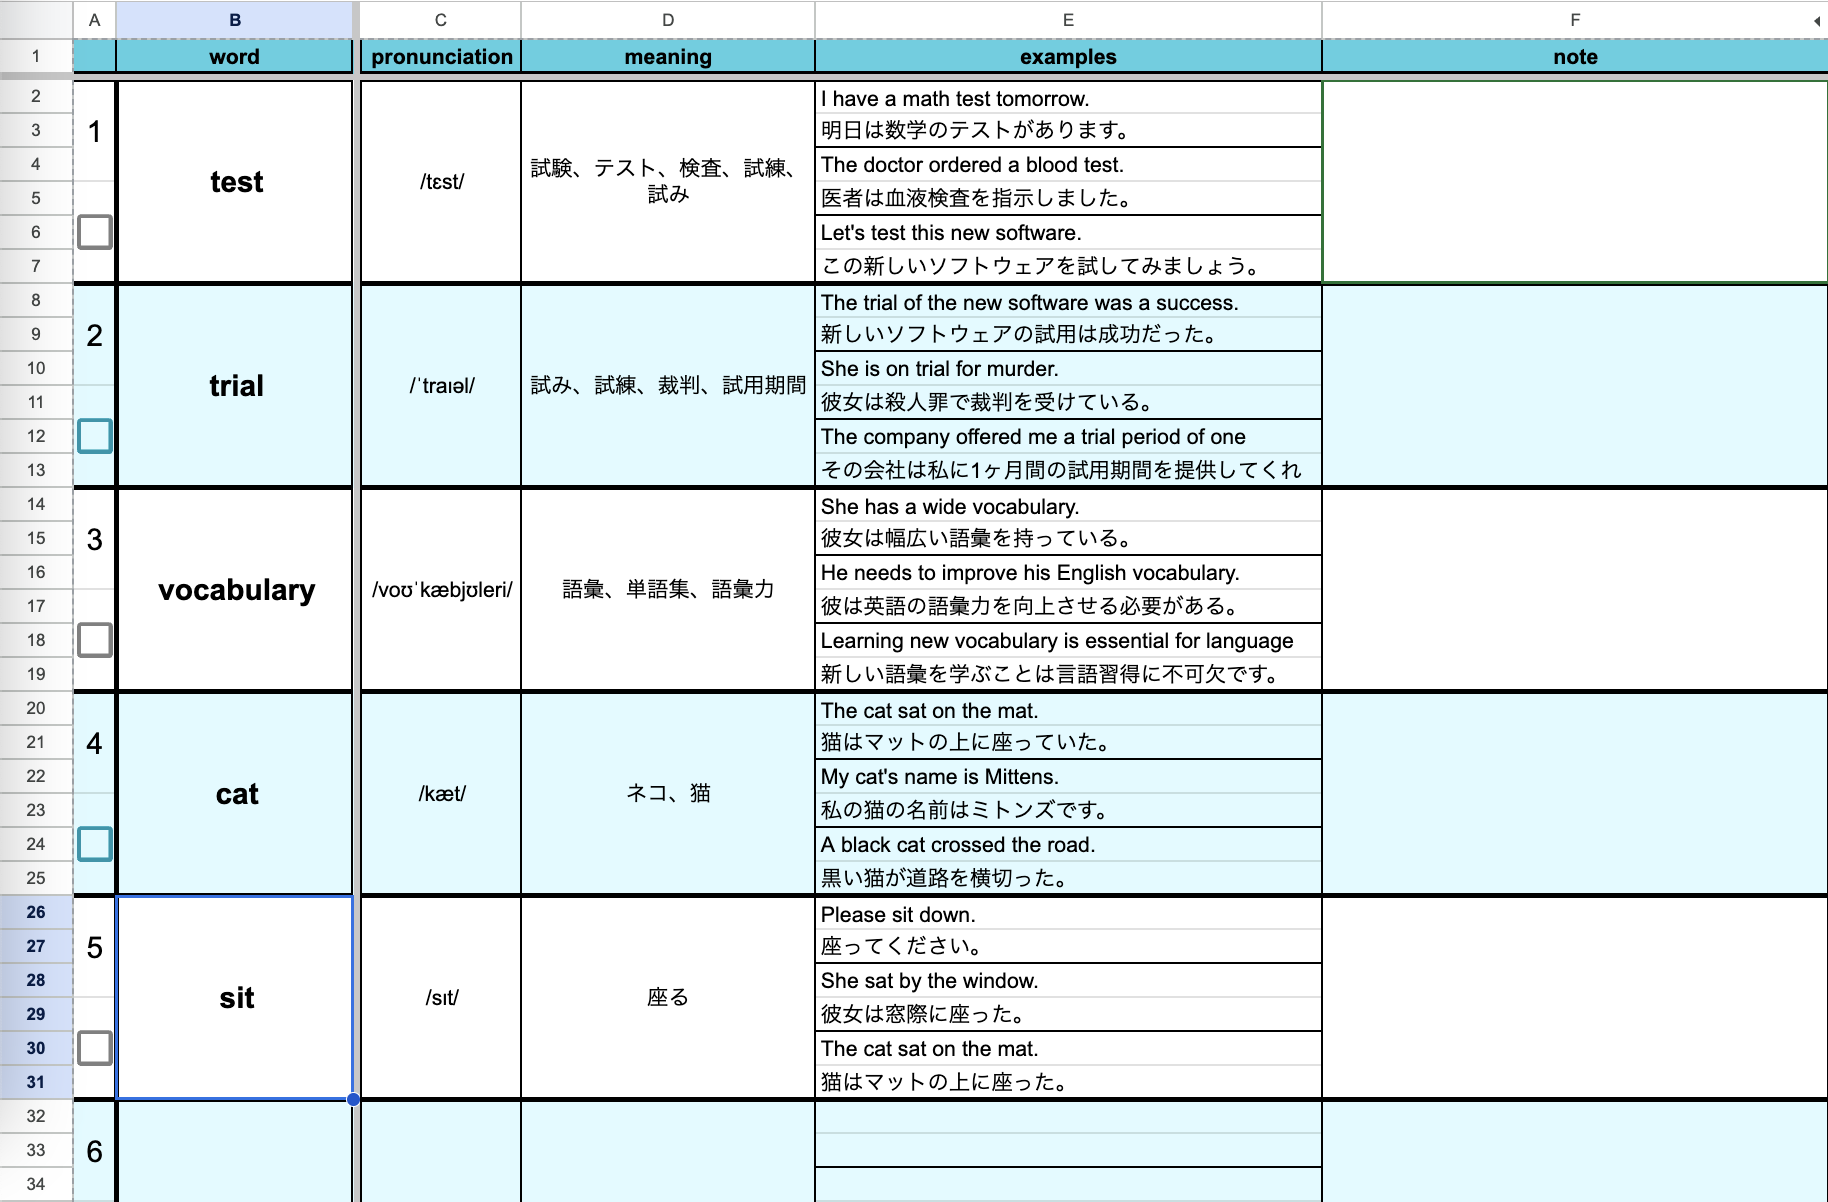 A B C D E F
1 word pronunciation meaning examples note
2 I have a math test tomorrow.
3 1 明日は数学のテストがあります。
4 The doctor ordered a blood test.
test /tɛst/ 試験、テスト、検査、試練、
試み
5 医者は血液検査を指示しました。
6 Let's test this new software.
7 この新しいソフトウェアを試してみましょう。
8 The trial of the new software was a success.
9 2 新しいソフトウェアの試用は成功だった。
10 She is on trial for murder.
trial /ˈtraɪəl/ 試み、試練、裁判、試用期間
11 彼女は殺人罪で裁判を受けている。
12 The company offered me a trial period of one
13 その会社は私に1ヶ月間の試用期間を提供してくれ
14 She has a wide vocabulary.
15 3 彼女は幅広い語彙を持っている。
16 He needs to improve his English vocabulary.
vocabulary /voʊˈkæbjʊleri/ 語彙、単語集、語彙力
17 彼は英語の語彙力を向上させる必要がある。
18 Learning new vocabulary is essential for language
19 新しい語彙を学ぶことは言語習得に不可欠です。
20 The cat sat on the mat.
21 4 猫はマットの上に座っていた。
22 My cat's name is Mittens.
cat /kæt/ ネコ、猫
23 私の猫の名前はミトンズです。
24 A black cat crossed the road.
25 黒い猫が道路を横切った。
26 Please sit down.
27 5 座ってください。
28 She sat by the window.
sit /sɪt/ 座る
29 彼女は窓際に座った。
30 The cat sat on the mat.
31 猫はマットの上に座った。
32
33 6
34